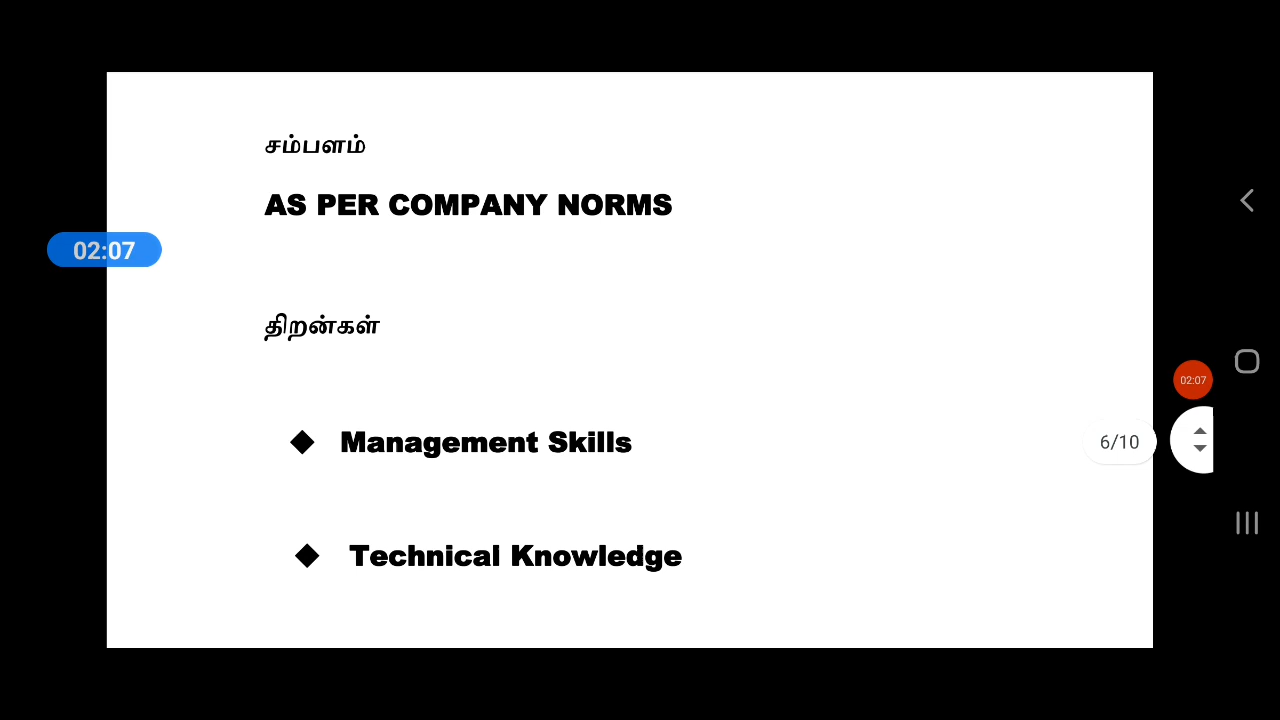 சம்பளம்
AS PER COMPANY NORMS
02:07
திறன்கள்
02:07
◆ Management Skills
6/10
◆ Technical Knowledge